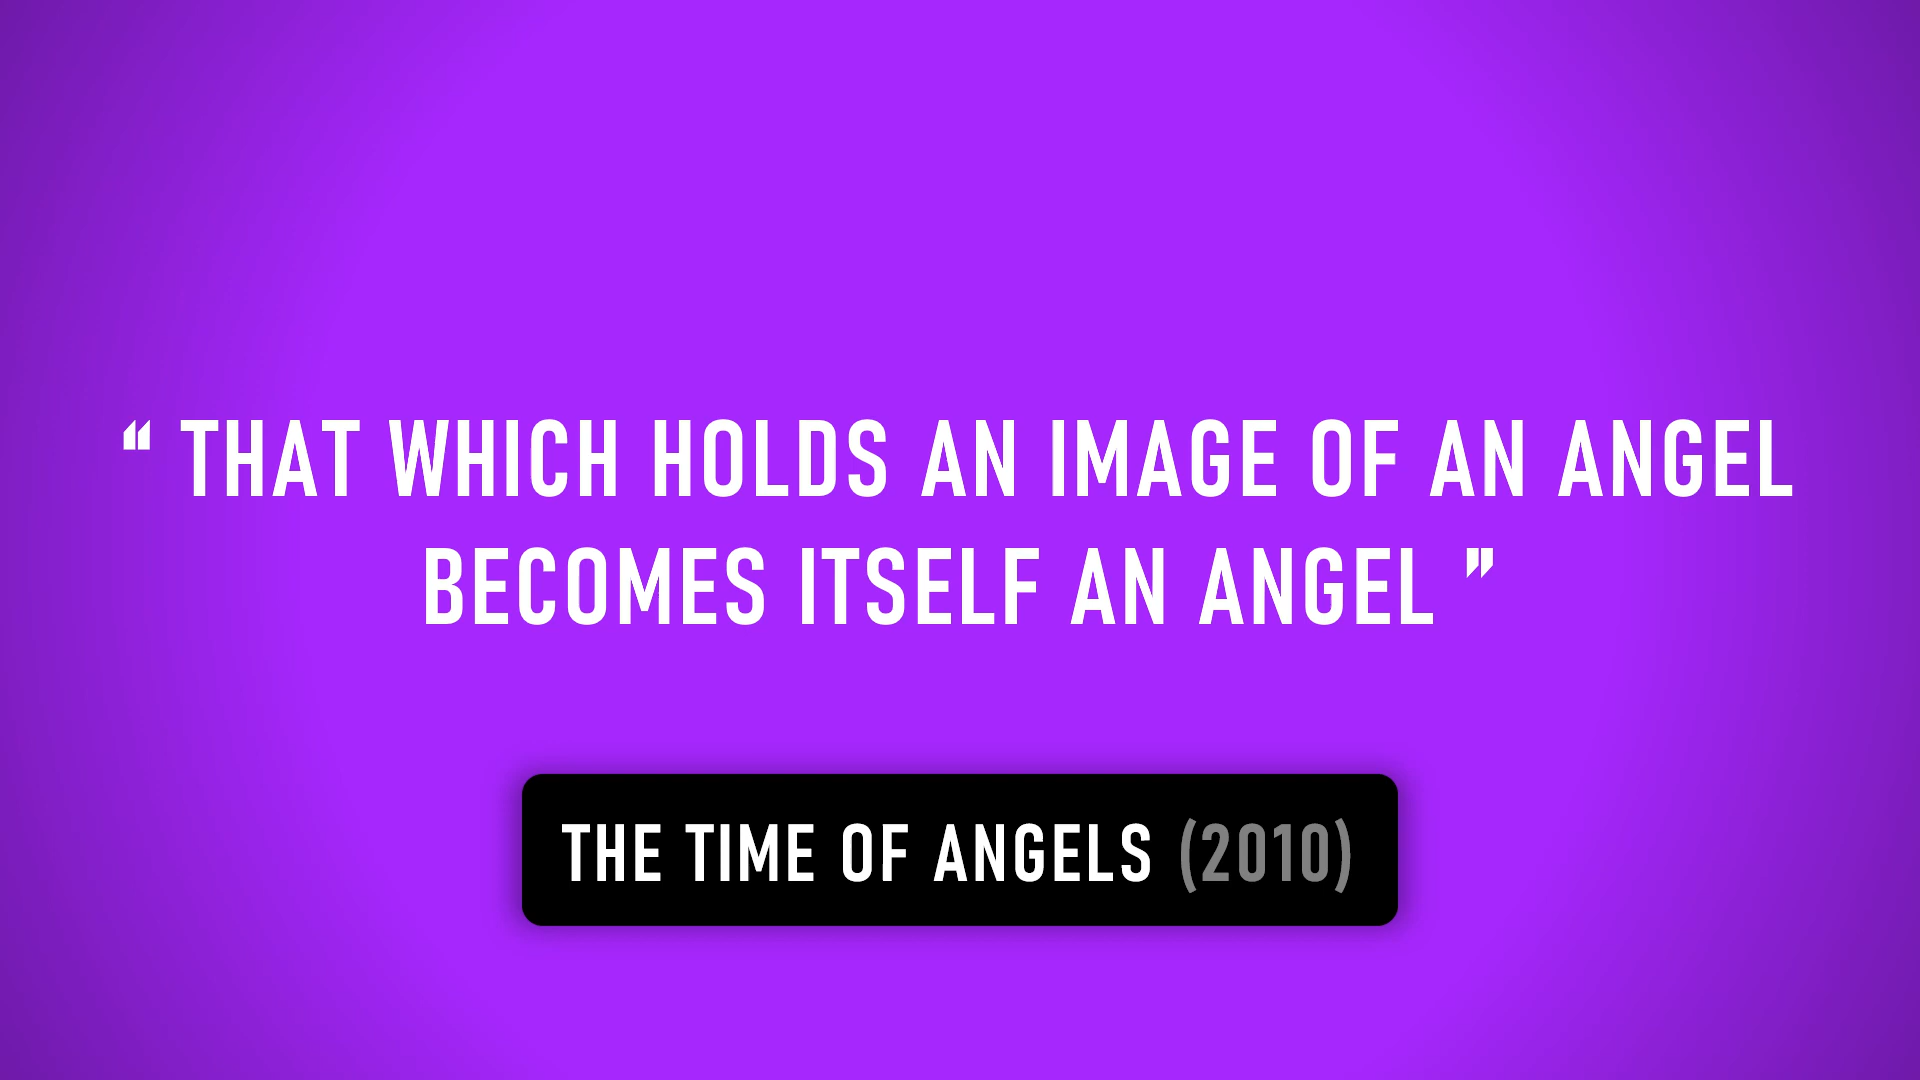 “ THAT WHICH HOLDS AN IMAGE OF AN ANGEL
BECOMES ITSELF AN ANGEL ”
THE TIME OF ANGELS (2010)